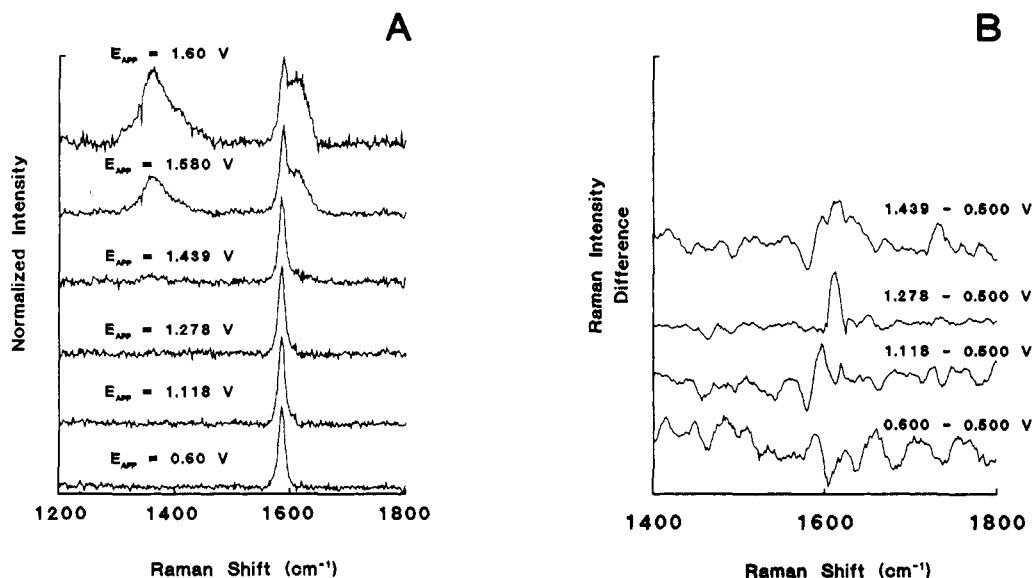 A
Normalized Intensity
E_APP = 1.60 V
E_APP = 1.580 V
E_APP = 1.439 V
E_APP = 1.278 V
E_APP = 1.118 V
E_APP = 0.60 V
1200 1400 1600 1800
Raman Shift (cm⁻¹)
B
Raman Intensity
Difference
1.439 - 0.500 V
1.278 - 0.500 V
1.118 - 0.500 V
0.600 - 0.500 V
1400 1600 1800
Raman Shift (cm⁻¹)